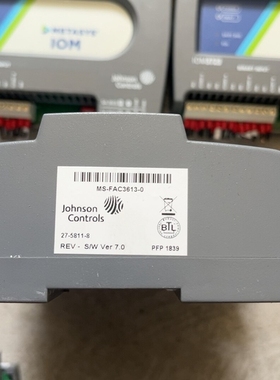 METASYS
IOM
Johnson
Controls
MS-FAC3613-0
Johnson
Controls
BTL
27-5811-8
REV - S/W Ver 7.0
PFP 1839